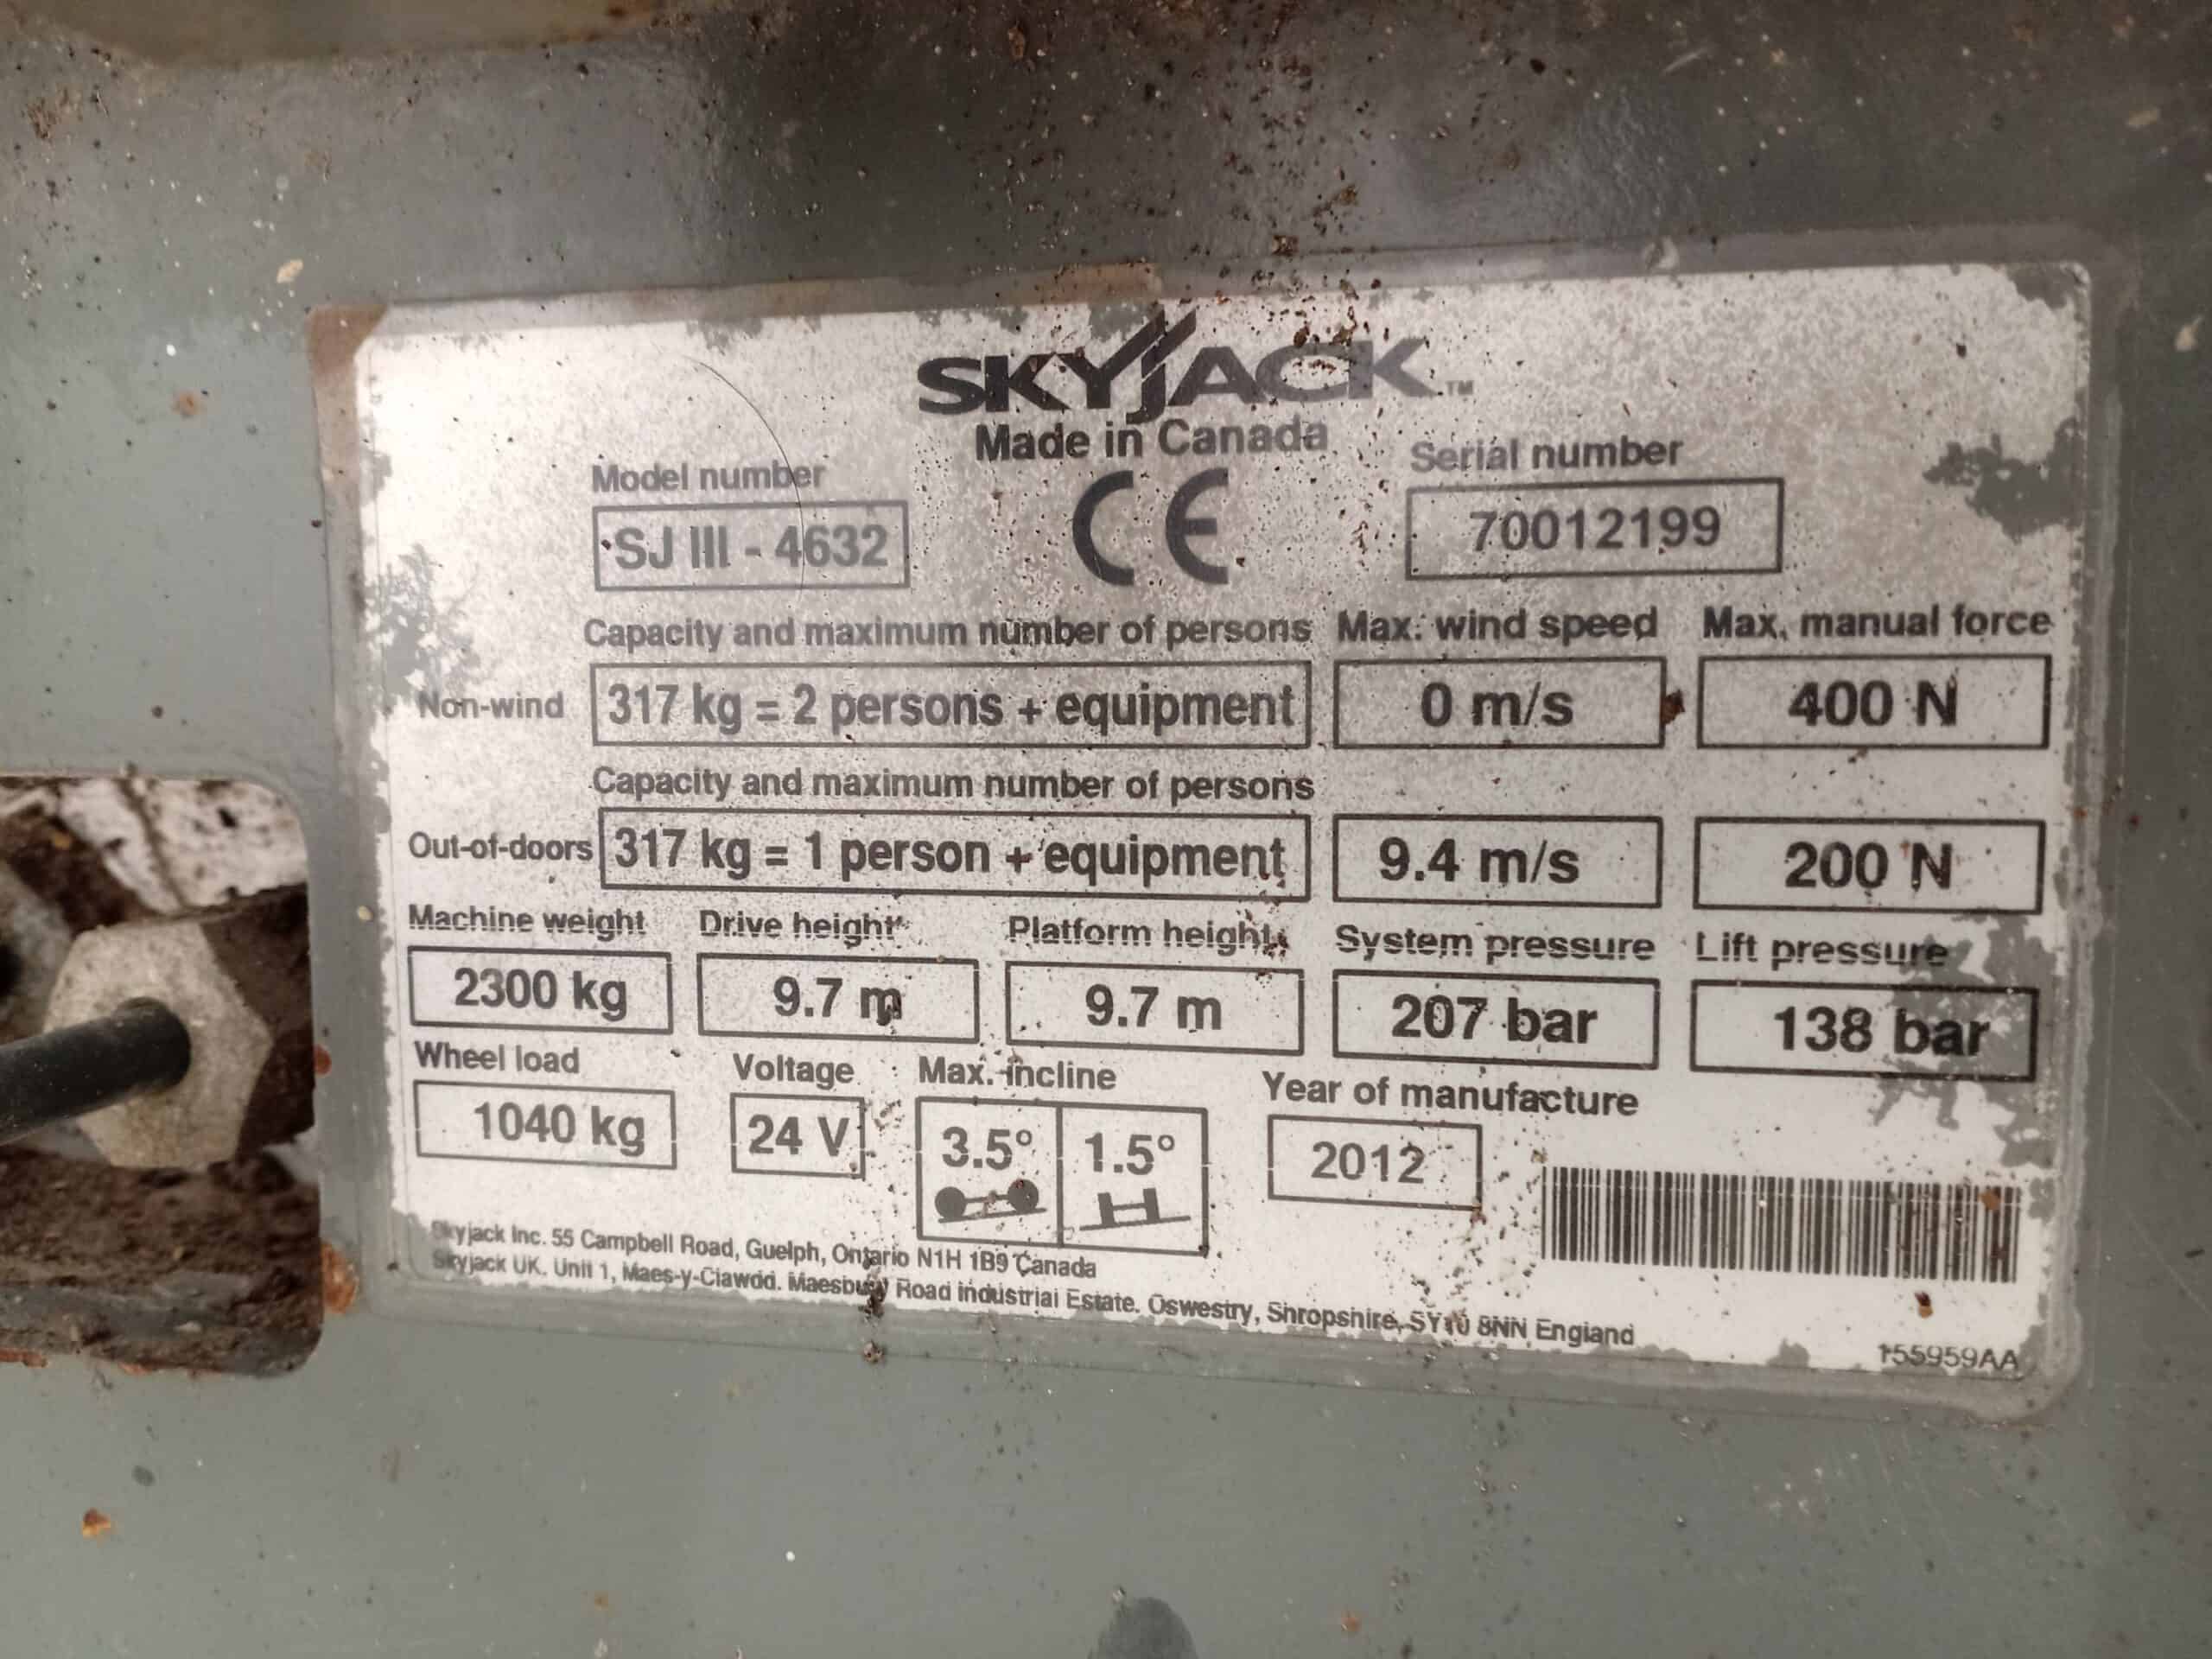 SKYJACK™
Made in Canada
Model number
Serial number
SJ III - 4632
CE
70012199
Capacity and maximum number of persons Max. wind speed Max. manual force
Non-wind 317 kg = 2 persons + equipment 0 m/s 400 N
Capacity and maximum number of persons
Out-of-doors 317 kg = 1 person + equipment 9.4 m/s 200 N
Machine weight Drive height Platform height System pressure Lift pressure
2300 kg 9.7 m 9.7 m 207 bar 138 bar
Wheel load Voltage Max. incline Year of manufacture
1040 kg 24 V 3.5° 1.5° 2012
Skyjack Inc. 55 Campbell Road, Guelph, Ontario N1H 1B9 Canada
Skyjack UK. Unit 1, Maes-y-Clawdd. Maesbury Road Industrial Estate. Oswestry, Shropshire, SY10 8NN England
155959AA